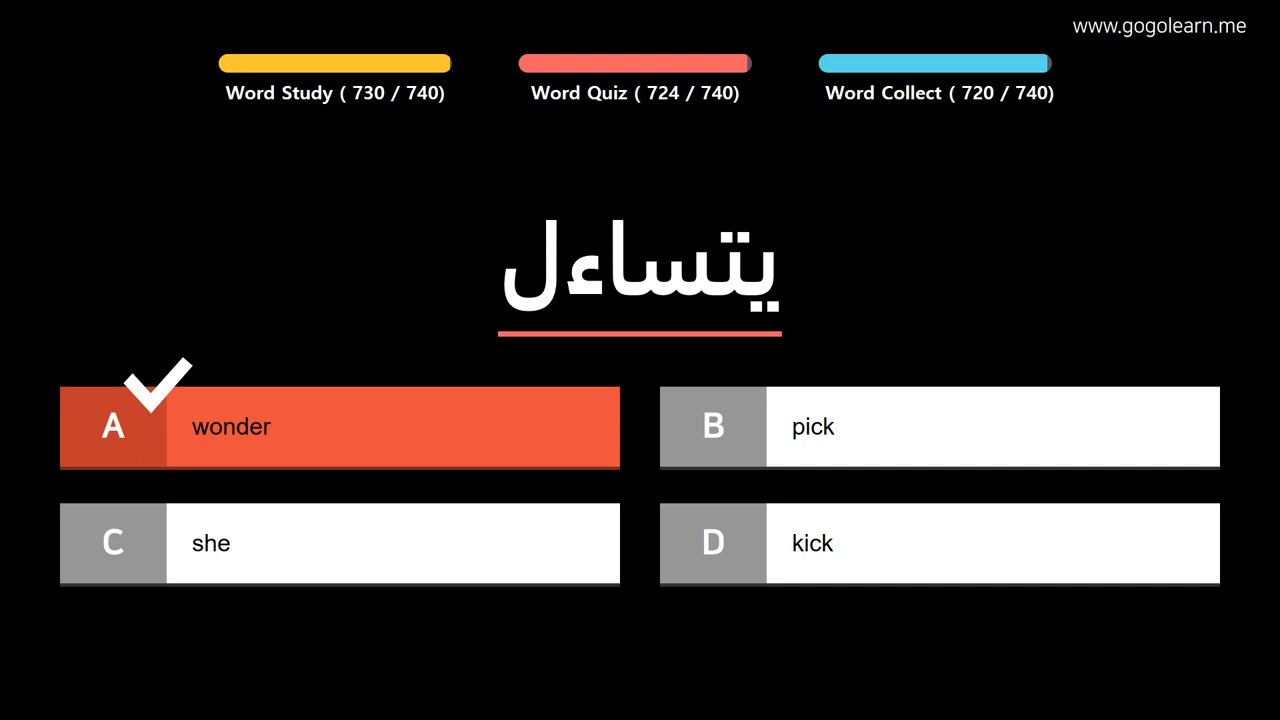 www.gogolearn.me
Word Study ( 730 / 740)
Word Quiz ( 724 / 740)
Word Collect ( 720 / 740)
يتساءل
A wonder
B pick
C she
D kick